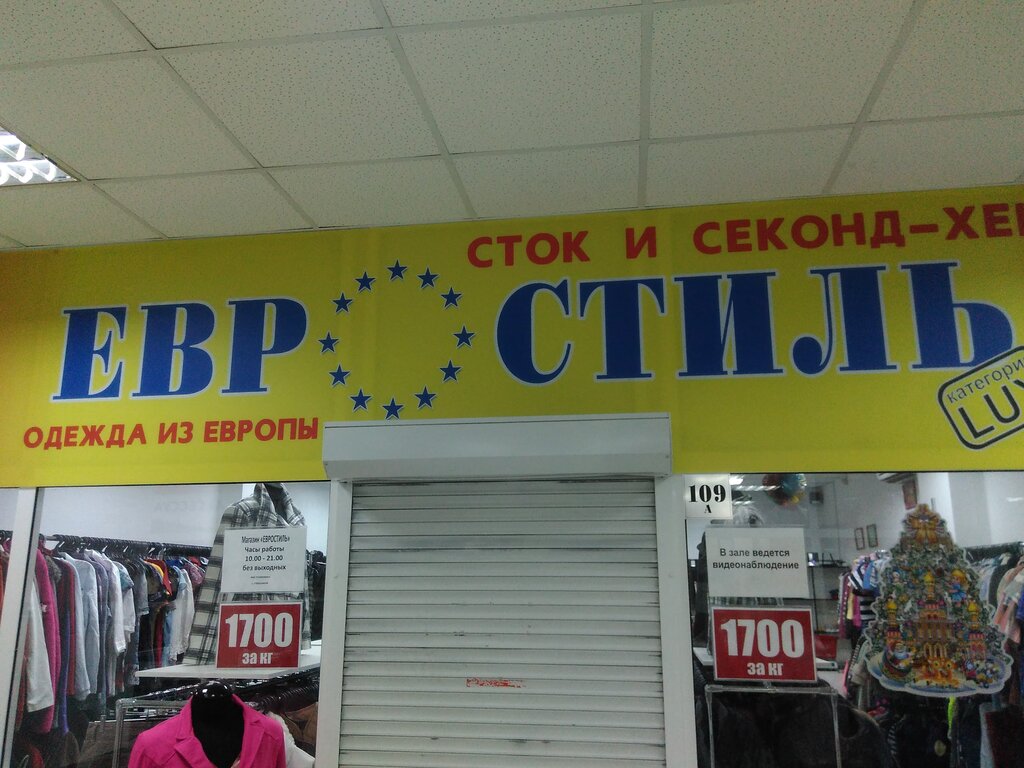 СТОК И СЕКОНД-ХЕ
ЕВР СТИЛЬ
категори
LU
ОДЕЖДА ИЗ ЕВРОПЫ
109
А
Магазин «ЕВРОСТИЛЬ»
Часы работы
10.00 - 21.00
без выходных
1700
за кг
В зале ведется
видеонаблюдение
1700
за кг